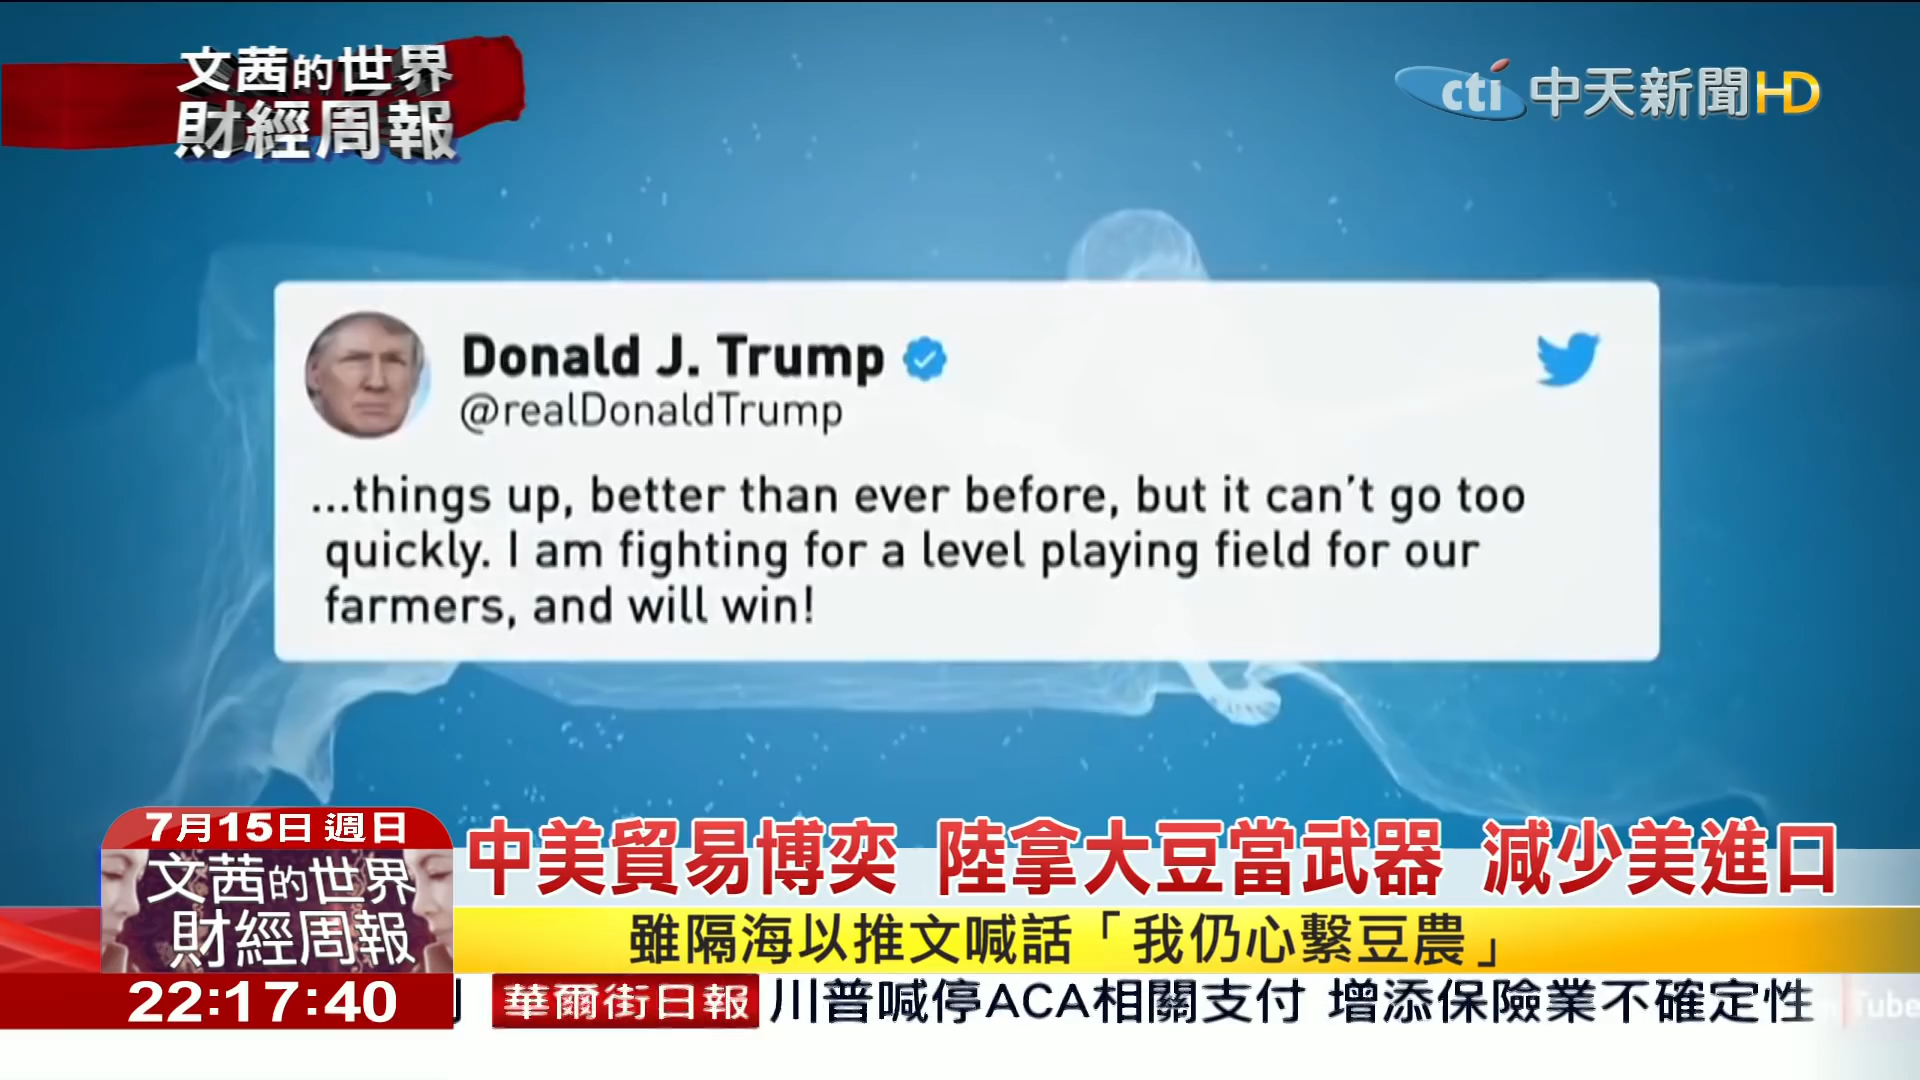 文茜的世界
財經周報
cti 中天新聞HD
Donald J. Trump
@realDonaldTrump
...things up, better than ever before, but it can't go too
quickly. I am fighting for a level playing field for our
farmers, and will win!
7月15日 週日
文茜的世界
財經周報
22:17:40
中美貿易博奕 陸拿大豆當武器 減少美進口
雖隔海以推文喊話「我仍心繫豆農」
華爾街日報 川普喊停ACA相關支付 增添保險業不確定性
Tube